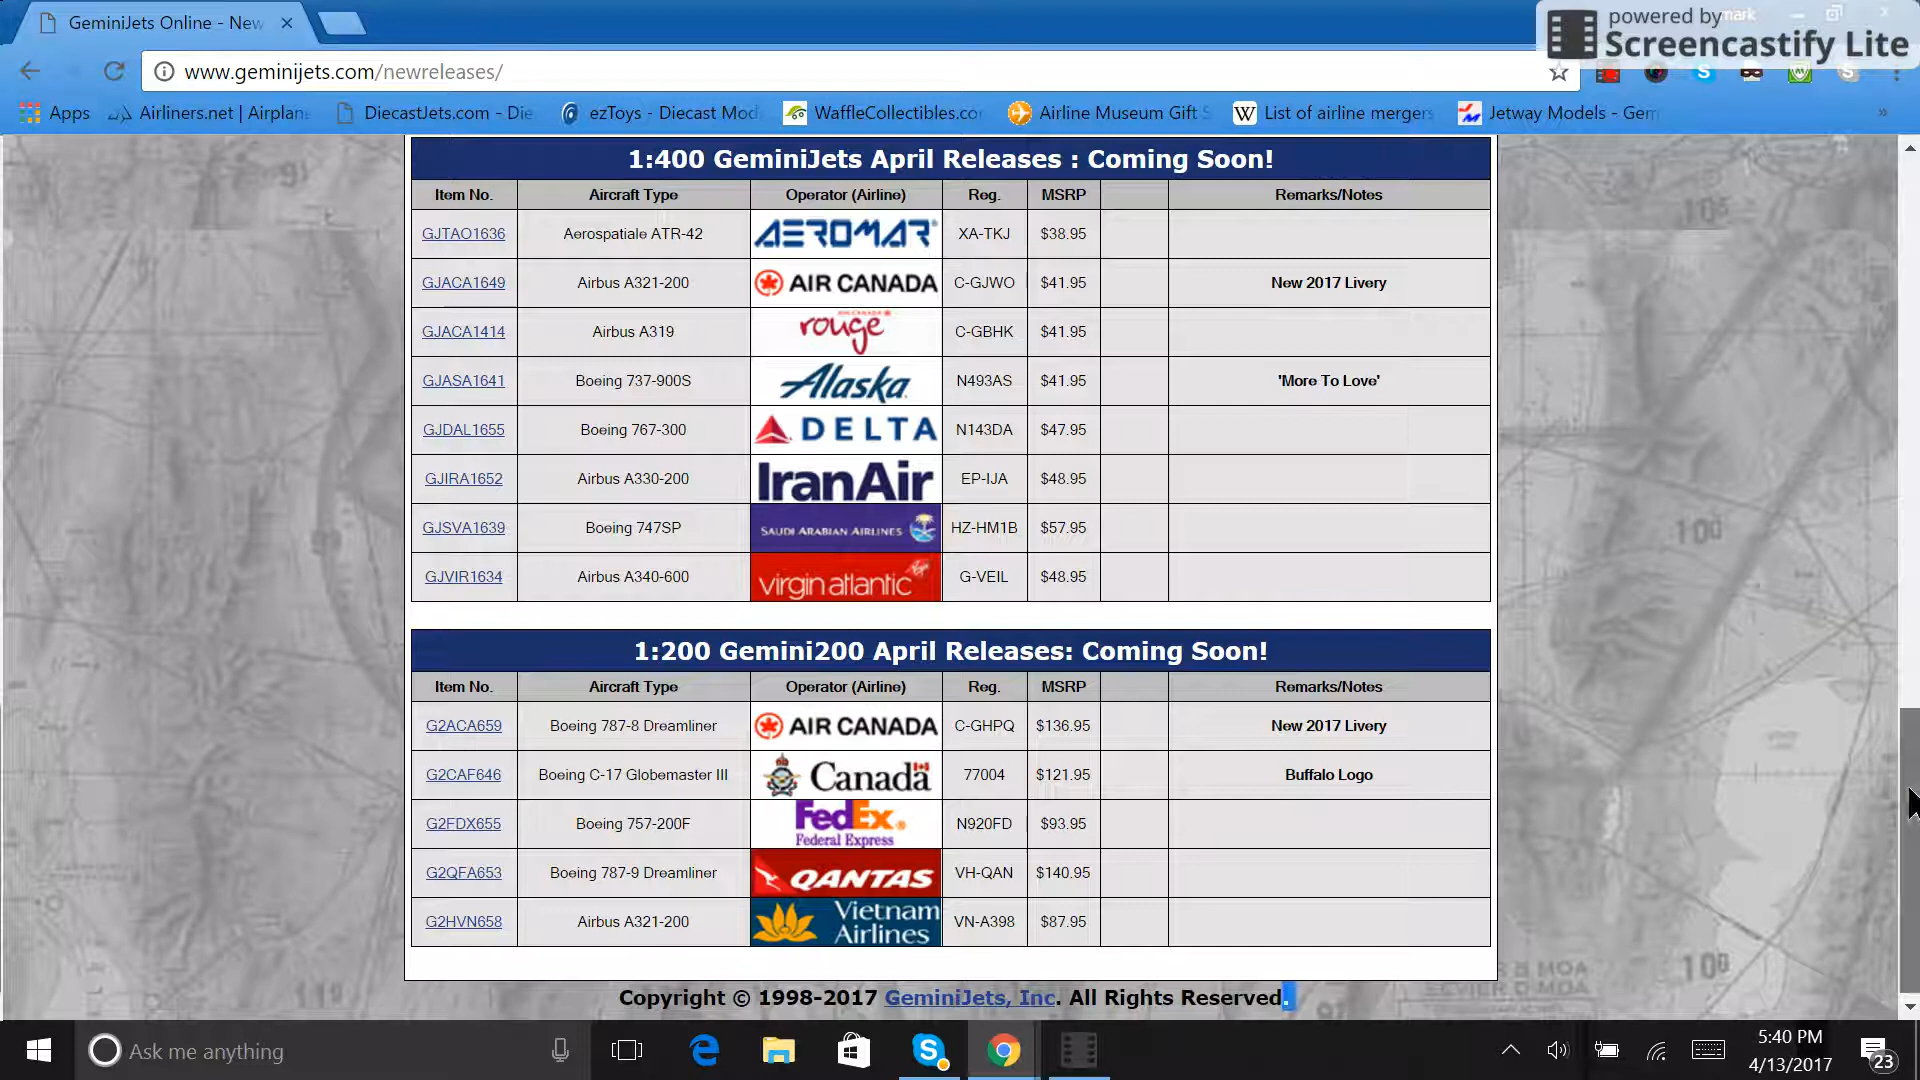 GeminiJets Online - New
powered by
Screencastify Lite
www.geminijets.com/newreleases/
Apps Airliners.net | Airplane DiecastJets.com - Die ezToys - Diecast Mod WaffleCollectibles.co Airline Museum Gift S List of airline mergers Jetway Models - Gem »
1:400 GeminiJets April Releases : Coming Soon!
Item No. Aircraft Type Operator (Airline) Reg. MSRP Remarks/Notes
GJTAO1636 Aerospatiale ATR-42 AEROMAR XA-TKJ $38.95
GJACA1649 Airbus A321-200 AIR CANADA C-GJWO $41.95 New 2017 Livery
GJACA1414 Airbus A319 rouge C-GBHK $41.95
GJASA1641 Boeing 737-900S Alaska N493AS $41.95 'More To Love'
GJDAL1655 Boeing 767-300 DELTA N143DA $47.95
GJIRA1652 Airbus A330-200 IranAir EP-IJA $48.95
GJSVA1639 Boeing 747SP SAUDI ARABIAN AIRLINES HZ-HM1B $57.95
GJVIR1634 Airbus A340-600 virgin atlantic G-VEIL $48.95
1:200 Gemini200 April Releases: Coming Soon!
Item No. Aircraft Type Operator (Airline) Reg. MSRP Remarks/Notes
G2ACA659 Boeing 787-8 Dreamliner AIR CANADA C-GHPQ $136.95 New 2017 Livery
G2CAF646 Boeing C-17 Globemaster III Canada 77004 $121.95 Buffalo Logo
G2FDX655 Boeing 757-200F FedEx Federal Express N920FD $93.95
G2QFA653 Boeing 787-9 Dreamliner QANTAS VH-QAN $140.95
G2HVN658 Airbus A321-200 Vietnam Airlines VN-A398 $87.95
Copyright © 1998-2017 GeminiJets, Inc. All Rights Reserved.
Ask me anything
5:40 PM
4/13/2017
23